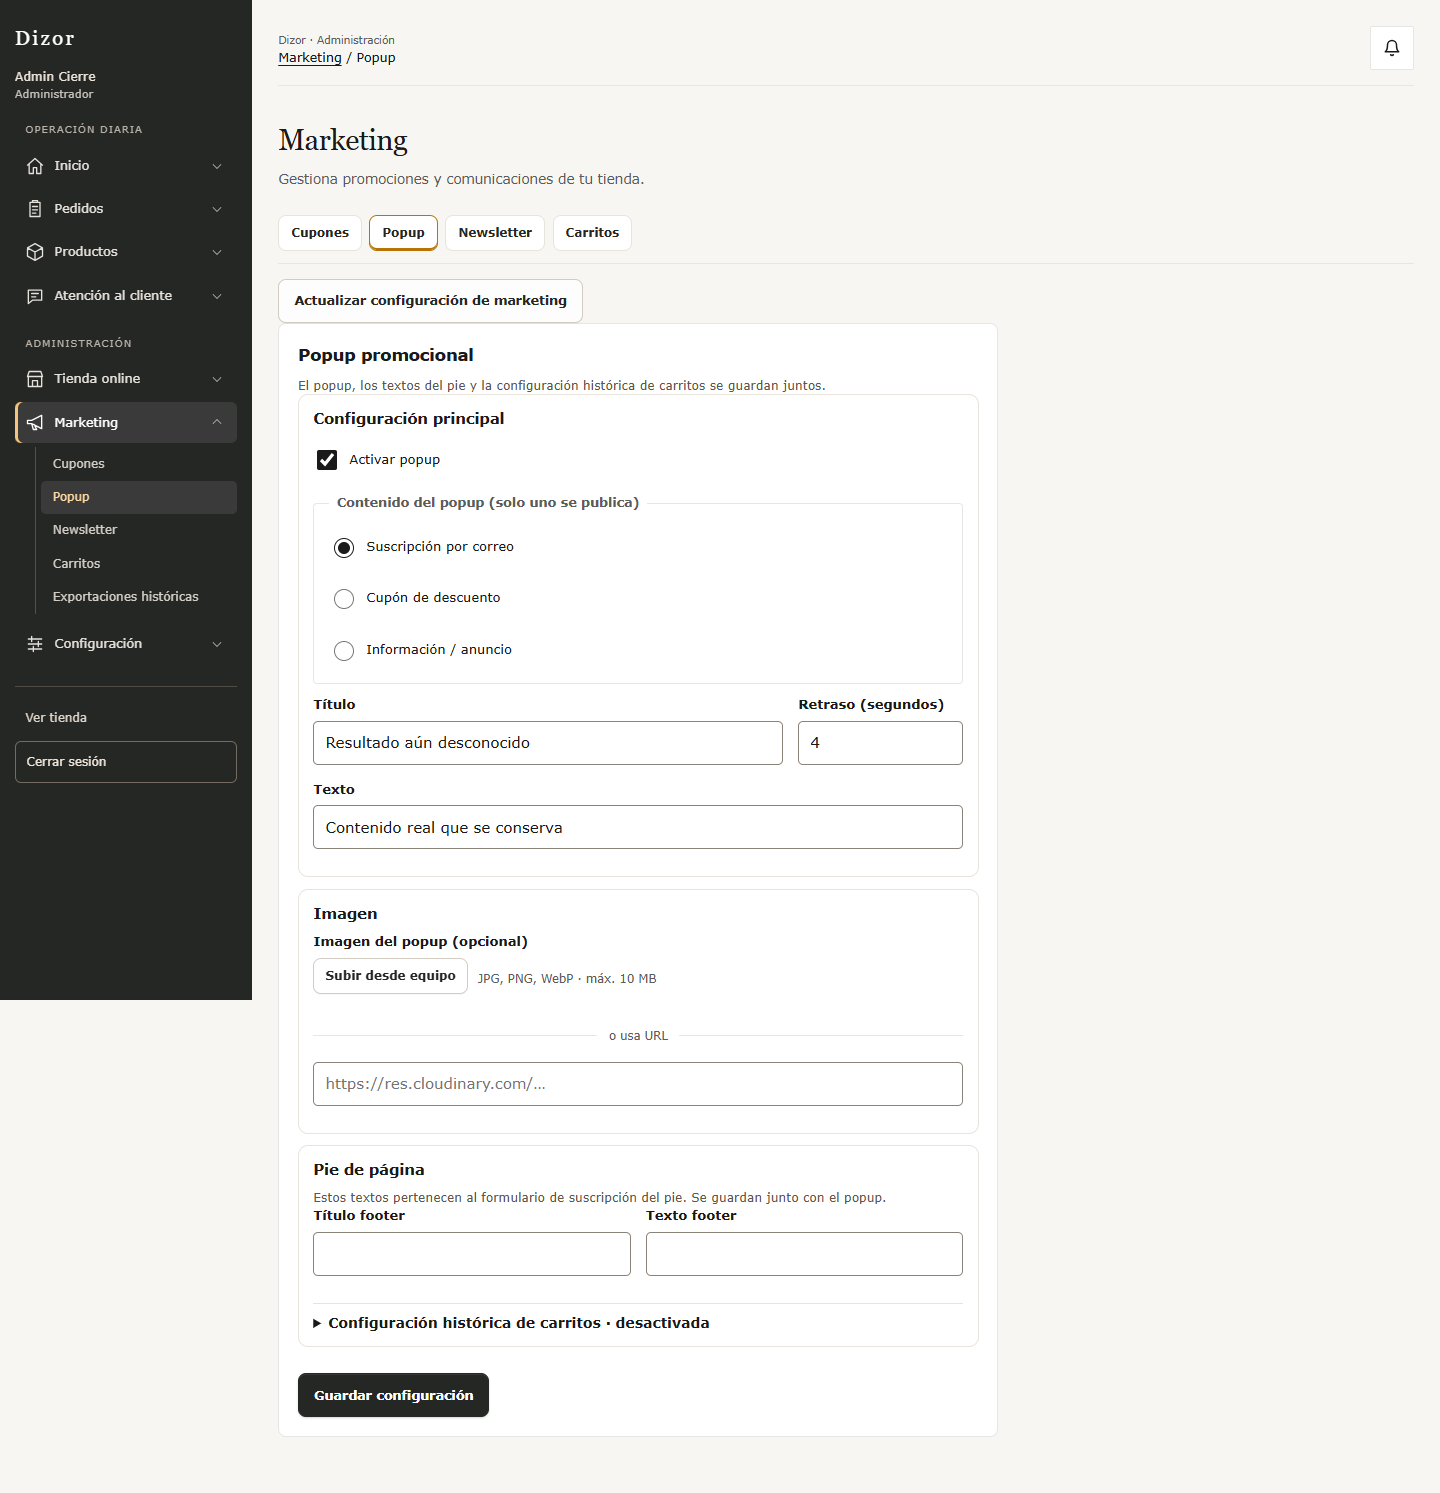 Dizor
Admin Cierre
Administrador
OPERACIÓN DIARIA
Inicio
Pedidos
Productos
Atención al cliente
ADMINISTRACIÓN
Tienda online
Marketing
Cupones
Popup
Newsletter
Carritos
Exportaciones históricas
Configuración
Ver tienda
Cerrar sesión
Dizor · Administración
Marketing / Popup
Marketing
Gestiona promociones y comunicaciones de tu tienda.
Cupones Popup Newsletter Carritos
Actualizar configuración de marketing
Popup promocional
El popup, los textos del pie y la configuración histórica de carritos se guardan juntos.
Configuración principal
Activar popup
Contenido del popup (solo uno se publica)
Suscripción por correo
Cupón de descuento
Información / anuncio
Título Retraso (segundos)
Resultado aún desconocido 4
Texto
Contenido real que se conserva
Imagen
Imagen del popup (opcional)
Subir desde equipo JPG, PNG, WebP · máx. 10 MB
o usa URL
https://res.cloudinary.com/...
Pie de página
Estos textos pertenecen al formulario de suscripción del pie. Se guardan junto con el popup.
Título footer Texto footer
Configuración histórica de carritos · desactivada
Guardar configuración